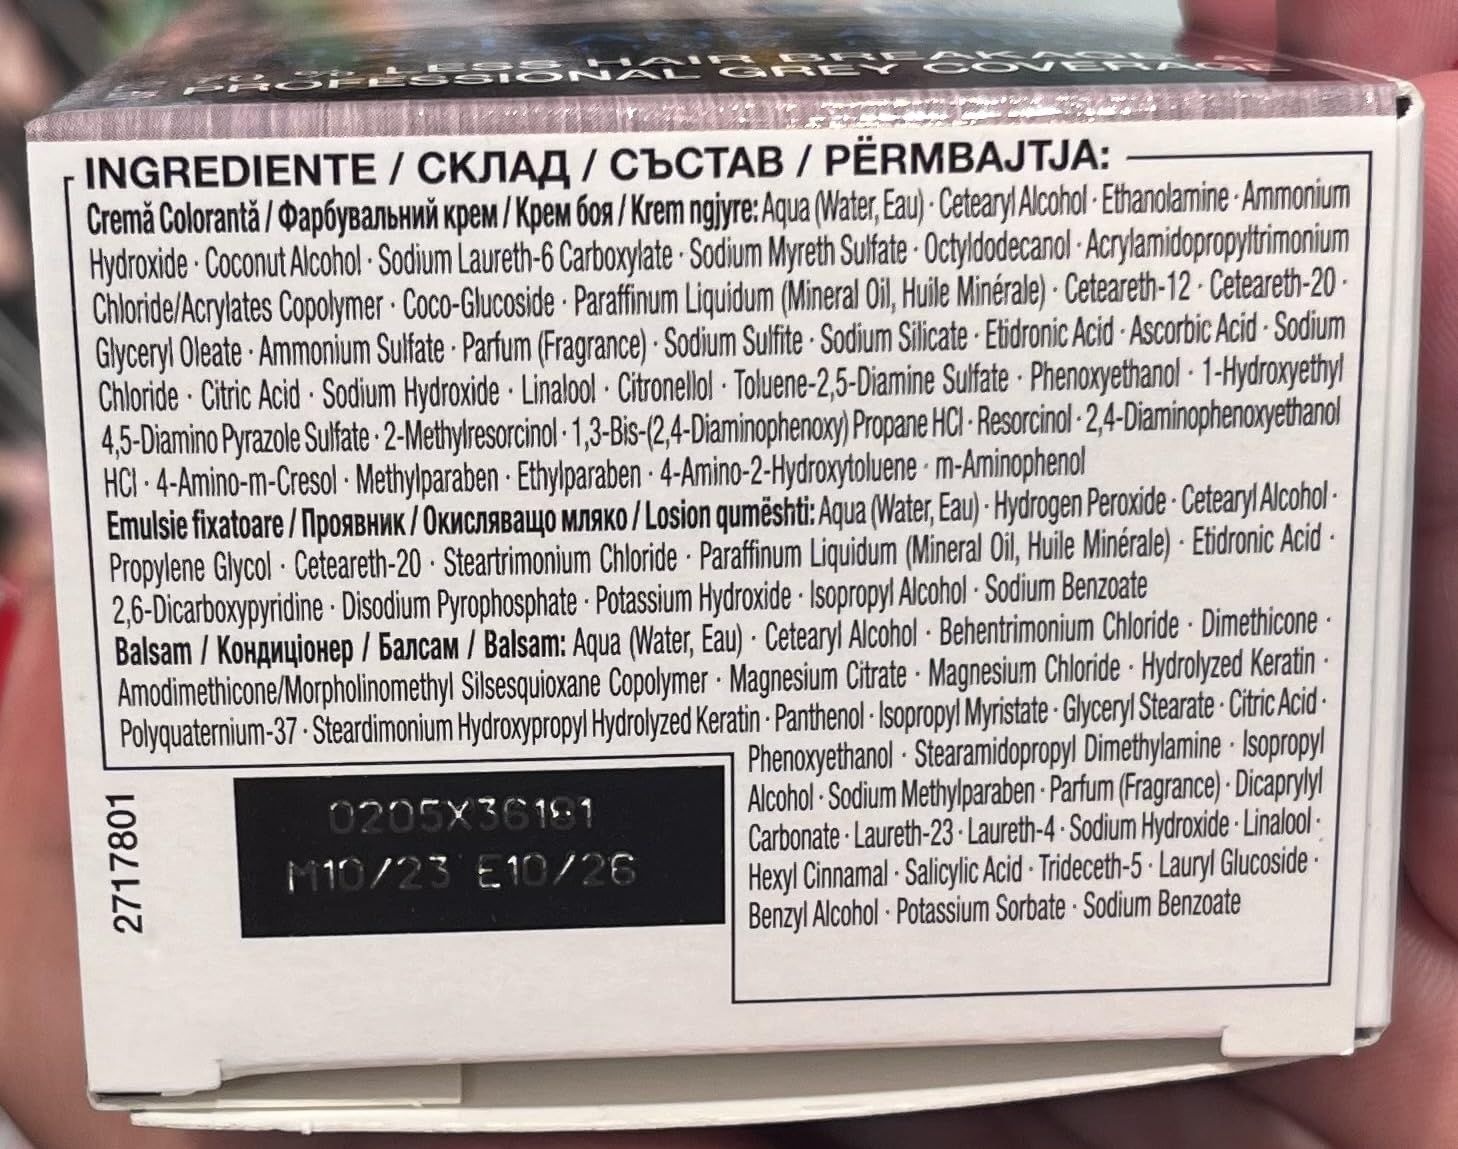 LESS HAIR BREAKAGE &
PROFESSIONAL GREY COVERAGE
INGREDIENTE / СКЛАД / СЪСТАВ / PËRMBAJTJA:
Cremă Colorantă / Фарбувальний крем / Крем боя / Krem ngjyre: Aqua (Water, Eau) · Cetearyl Alcohol · Ethanolamine · Ammonium
Hydroxide · Coconut Alcohol · Sodium Laureth-6 Carboxylate · Sodium Myreth Sulfate · Octyldodecanol · Acrylamidopropyltrimonium
Chloride/Acrylates Copolymer · Coco-Glucoside · Paraffinum Liquidum (Mineral Oil, Huile Minérale) · Ceteareth-12 · Ceteareth-20 ·
Glyceryl Oleate · Ammonium Sulfate · Parfum (Fragrance) · Sodium Sulfite · Sodium Silicate · Etidronic Acid · Ascorbic Acid · Sodium
Chloride · Citric Acid · Sodium Hydroxide · Linalool · Citronellol · Toluene-2,5-Diamine Sulfate · Phenoxyethanol · 1-Hydroxyethyl
4,5-Diamino Pyrazole Sulfate · 2-Methylresorcinol · 1,3-Bis-(2,4-Diaminophenoxy) Propane HCl · Resorcinol · 2,4-Diaminophenoxyethanol
HCl · 4-Amino-m-Cresol · Methylparaben · Ethylparaben · 4-Amino-2-Hydroxytoluene · m-Aminophenol
Emulsie fixatoare / Проявник / Окисляващо мляко / Losion qumështi: Aqua (Water, Eau) · Hydrogen Peroxide · Cetearyl Alcohol ·
Propylene Glycol · Ceteareth-20 · Steartrimonium Chloride · Paraffinum Liquidum (Mineral Oil, Huile Minérale) · Etidronic Acid ·
2,6-Dicarboxypyridine · Disodium Pyrophosphate · Potassium Hydroxide · Isopropyl Alcohol · Sodium Benzoate
Balsam / Кондиціонер / Балсам / Balsam: Aqua (Water, Eau) · Cetearyl Alcohol · Behentrimonium Chloride · Dimethicone ·
Amodimethicone/Morpholinomethyl Silsesquioxane Copolymer · Magnesium Citrate · Magnesium Chloride · Hydrolyzed Keratin ·
Polyquaternium-37 · Steardimonium Hydroxypropyl Hydrolyzed Keratin · Panthenol · Isopropyl Myristate · Glyceryl Stearate · Citric Acid ·
Phenoxyethanol · Stearamidopropyl Dimethylamine · Isopropyl
Alcohol · Sodium Methylparaben · Parfum (Fragrance) · Dicaprylyl
Carbonate · Laureth-23 · Laureth-4 · Sodium Hydroxide · Linalool ·
Hexyl Cinnamal · Salicylic Acid · Trideceth-5 · Lauryl Glucoside ·
Benzyl Alcohol · Potassium Sorbate · Sodium Benzoate
0205X36181
M10/23 E10/26
2717801